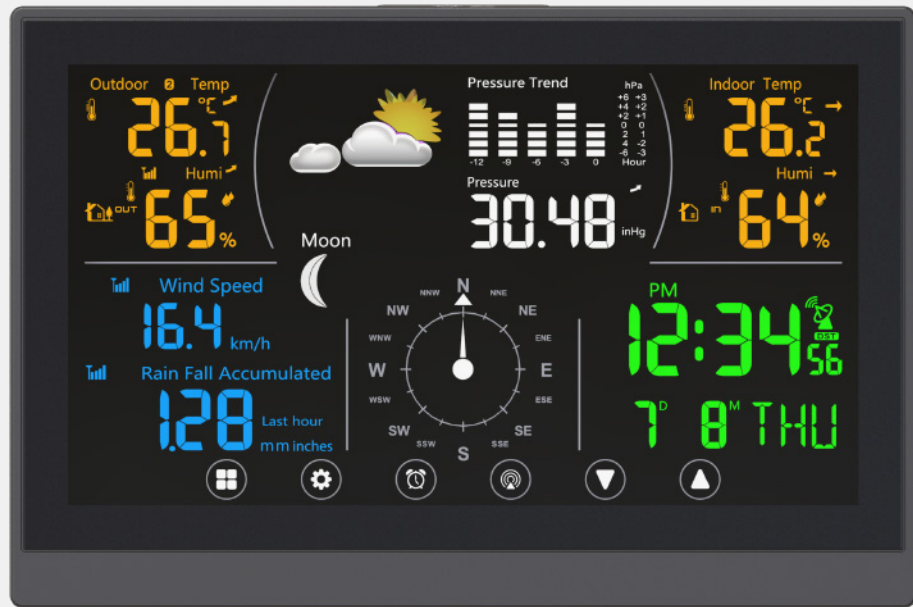 Outdoor 2 Temp
26.7 °C
Humi
OUT 65 %
Pressure Trend
hPa
+6 +3
+4 +2
+2 +1
0 0
2 1
4 -2
-6 -3
-12 -9 -6 -3 0 Hour
Pressure
30.48 inHg
Indoor Temp
26.2 °C
Humi
IN 64 %
Moon
Wind Speed
16.4 km/h
Rain Fall Accumulated
1.28 Last hour
mm inches
N
NNW NNE
NW NE
WNW ENE
W E
WSW ESE
SW SE
SSW SSE
S
PM
12:34 56
DST
7 D 8 M THU